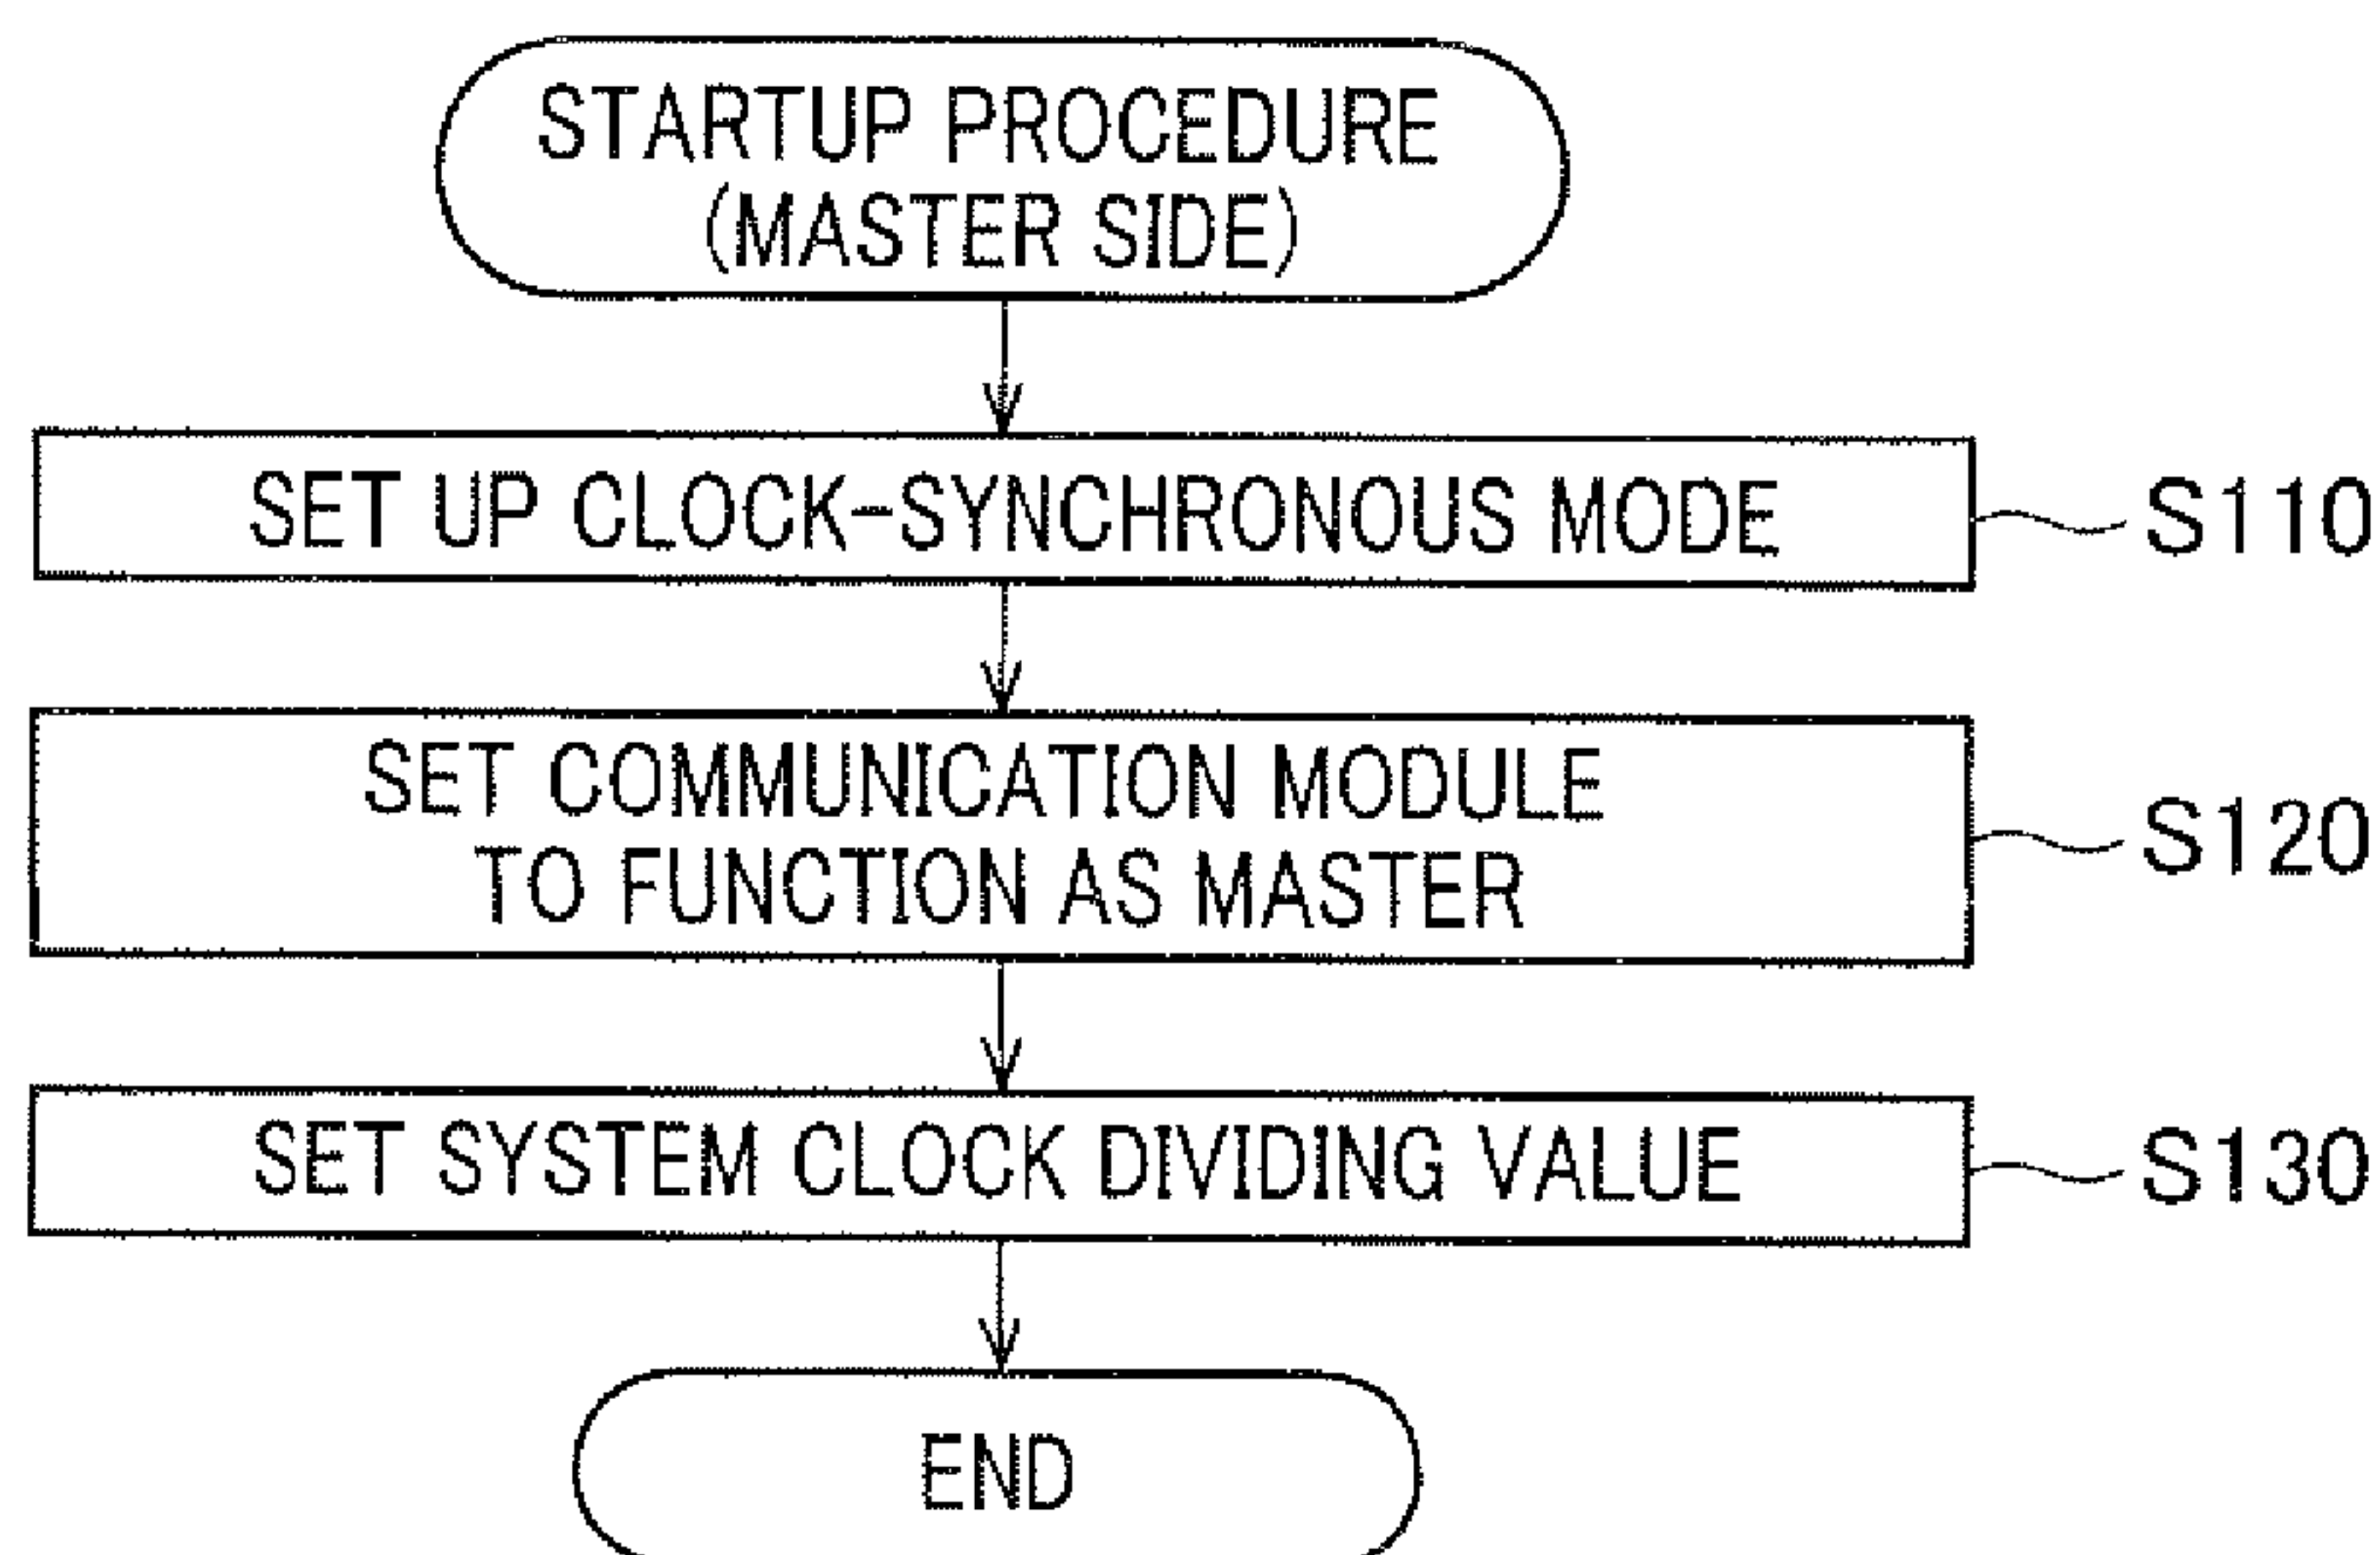 STARTUP PROCEDURE
(MASTER SIDE)
SET UP CLOCK-SYNCHRONOUS MODE
S110
SET COMMUNICATION MODULE
TO FUNCTION AS MASTER
S120
SET SYSTEM CLOCK DIVIDING VALUE
S130
END